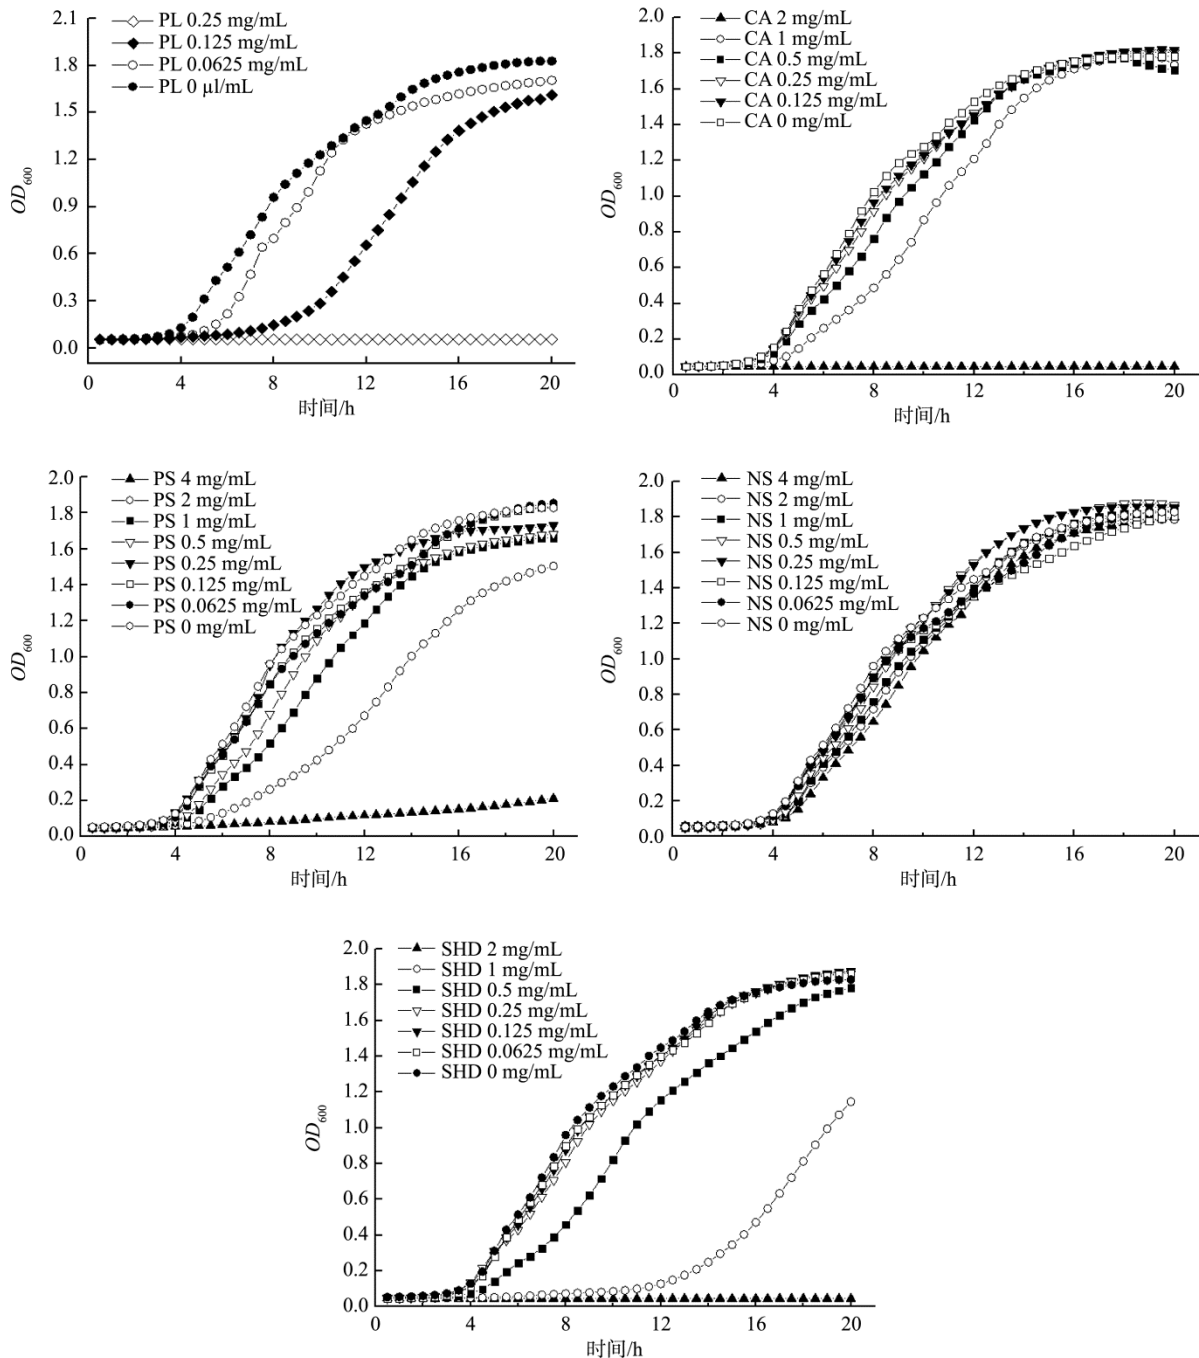 2.1
1.8
1.5
1.2
0.9
0.6
0.3
0.0
OD600
PL 0.25 mg/mL
PL 0.125 mg/mL
PL 0.0625 mg/mL
PL 0 µl/mL
0 4 8 12 16 20
时间/h
2.0
1.8
1.6
1.4
1.2
1.0
0.8
0.6
0.4
0.2
0.0
OD600
CA 2 mg/mL
CA 1 mg/mL
CA 0.5 mg/mL
CA 0.25 mg/mL
CA 0.125 mg/mL
CA 0 mg/mL
0 4 8 12 16 20
时间/h
2.0
1.8
1.6
1.4
1.2
1.0
0.8
0.6
0.4
0.2
0.0
OD600
PS 4 mg/mL
PS 2 mg/mL
PS 1 mg/mL
PS 0.5 mg/mL
PS 0.25 mg/mL
PS 0.125 mg/mL
PS 0.0625 mg/mL
PS 0 mg/mL
0 4 8 12 16 20
时间/h
2.0
1.8
1.6
1.4
1.2
1.0
0.8
0.6
0.4
0.2
0.0
OD600
NS 4 mg/mL
NS 2 mg/mL
NS 1 mg/mL
NS 0.5 mg/mL
NS 0.25 mg/mL
NS 0.125 mg/mL
NS 0.0625 mg/mL
NS 0 mg/mL
0 4 8 12 16 20
时间/h
2.0
1.8
1.6
1.4
1.2
1.0
0.8
0.6
0.4
0.2
0.0
OD600
SHD 2 mg/mL
SHD 1 mg/mL
SHD 0.5 mg/mL
SHD 0.25 mg/mL
SHD 0.125 mg/mL
SHD 0.0625 mg/mL
SHD 0 mg/mL
0 4 8 12 16 20
时间/h